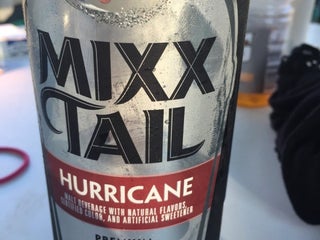 MIXX
TAIL
HURRICANE
MALT BEVERAGE WITH NATURAL FLAVORS,
CERTIFIED COLOR, AND ARTIFICIAL SWEETENER